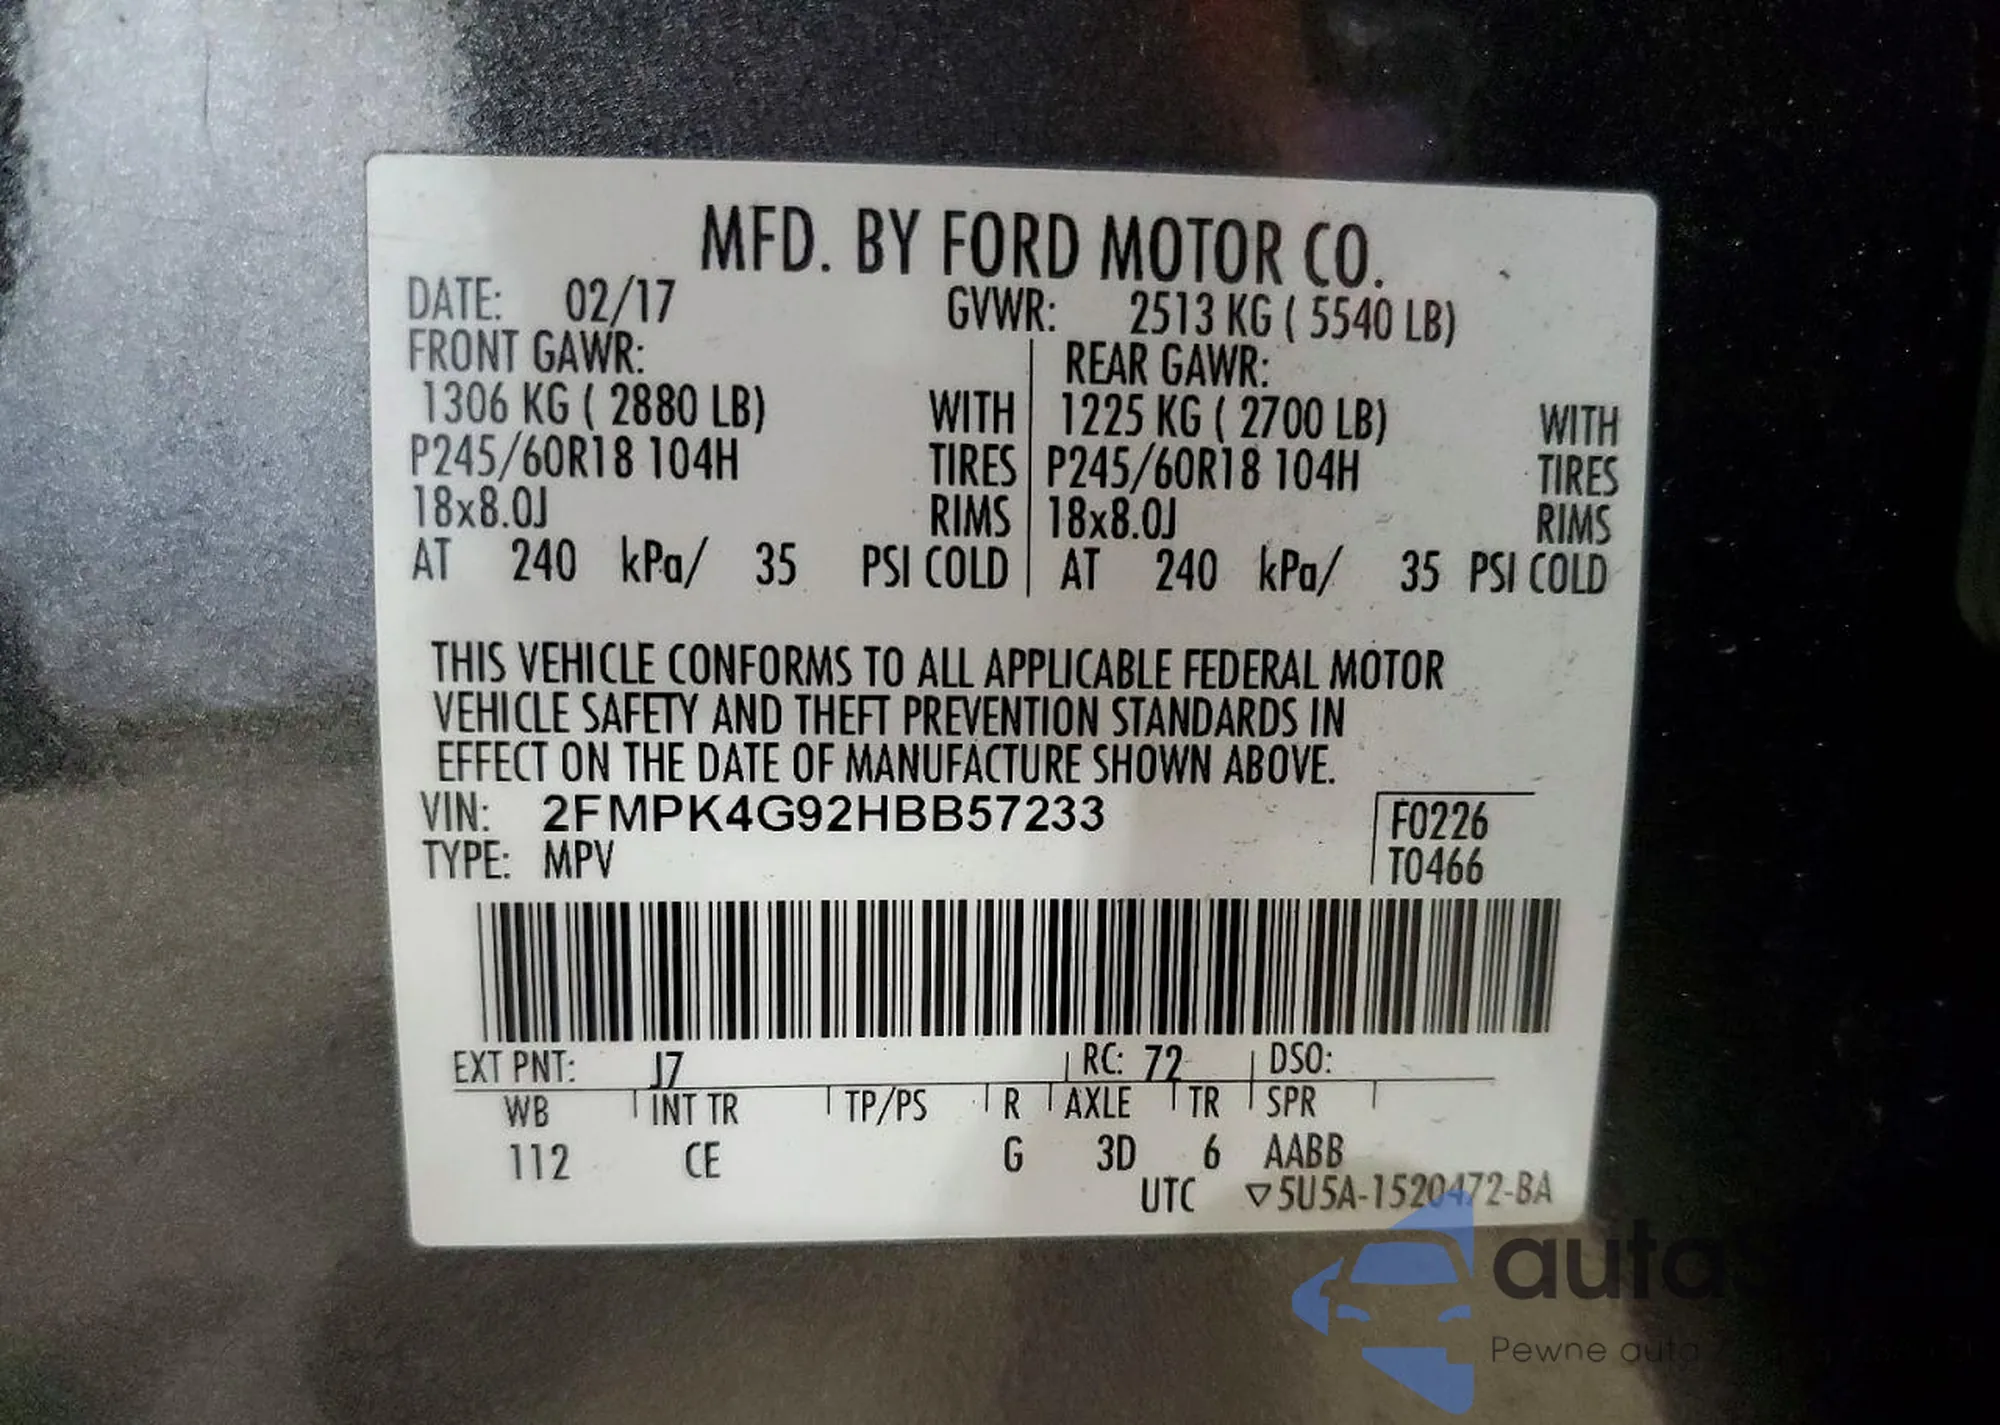 MFD. BY FORD MOTOR CO.
DATE: 02/17 GVWR: 2513 KG ( 5540 LB)
FRONT GAWR: REAR GAWR:
1306 KG ( 2880 LB) WITH 1225 KG ( 2700 LB) WITH
P245/60R18 104H TIRES P245/60R18 104H TIRES
18x8.0J RIMS 18x8.0J RIMS
AT 240 kPa/ 35 PSI COLD AT 240 kPa/ 35 PSI COLD
THIS VEHICLE CONFORMS TO ALL APPLICABLE FEDERAL MOTOR
VEHICLE SAFETY AND THEFT PREVENTION STANDARDS IN
EFFECT ON THE DATE OF MANUFACTURE SHOWN ABOVE.
VIN: 2FMPK4G92HBB57233 F0226
TYPE: MPV T0466
EXT PNT: J7 RC: 72 DSO:
WB INT TR TP/PS R AXLE TR SPR
112 CE G 3D 6 AABB
UTC ▽5U5A-1520472-BA
Pewne auto